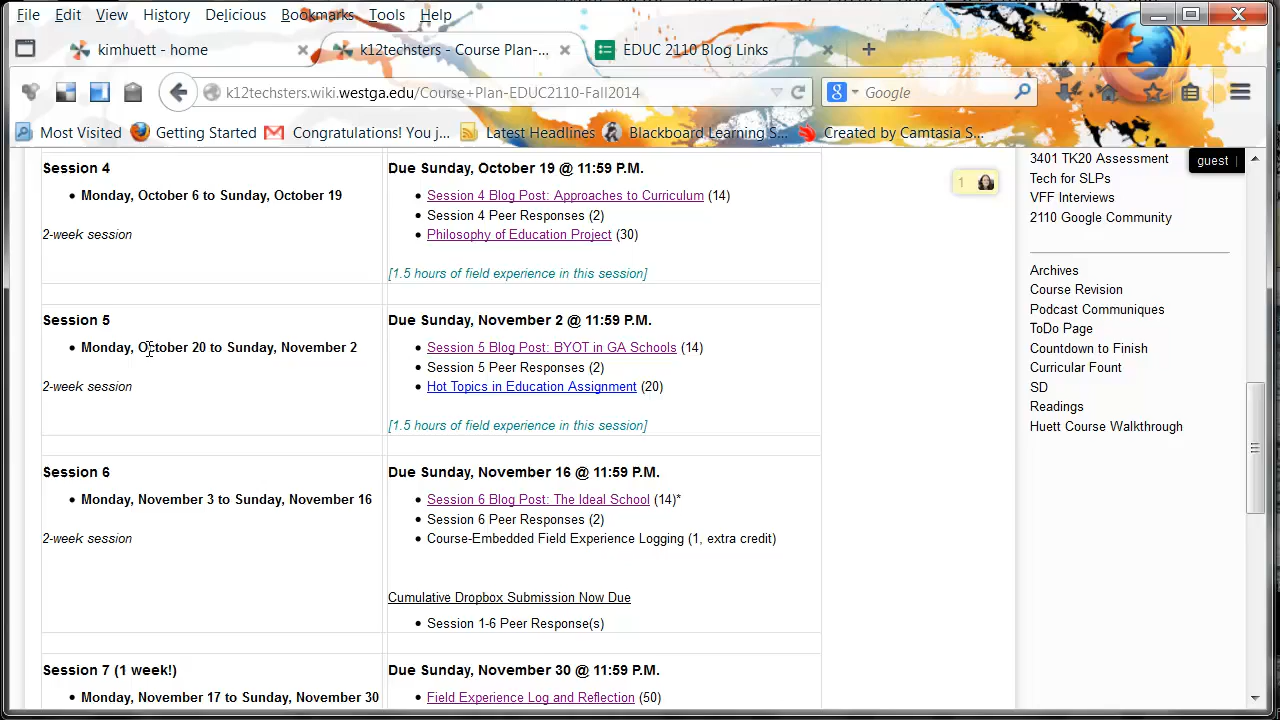 File Edit View History Delicious Bookmarks Tools Help
kimhuett - home
k12techsters - Course Plan-...
EDUC 2110 Blog Links
k12techsters.wiki.westga.edu/Course+Plan-EDUC2110-Fall2014
Google
Most Visited
Getting Started
Congratulations! You j...
Latest Headlines
Blackboard Learning S...
Created by Camtasia S...
Session 4
• Monday, October 6 to Sunday, October 19
2-week session
Due Sunday, October 19 @ 11:59 P.M.
• Session 4 Blog Post: Approaches to Curriculum (14)
• Session 4 Peer Responses (2)
• Philosophy of Education Project (30)
[1.5 hours of field experience in this session]
Session 5
• Monday, October 20 to Sunday, November 2
2-week session
Due Sunday, November 2 @ 11:59 P.M.
• Session 5 Blog Post: BYOT in GA Schools (14)
• Session 5 Peer Responses (2)
• Hot Topics in Education Assignment (20)
[1.5 hours of field experience in this session]
Session 6
• Monday, November 3 to Sunday, November 16
2-week session
Due Sunday, November 16 @ 11:59 P.M.
• Session 6 Blog Post: The Ideal School (14)*
• Session 6 Peer Responses (2)
• Course-Embedded Field Experience Logging (1, extra credit)
Cumulative Dropbox Submission Now Due
• Session 1-6 Peer Response(s)
Session 7 (1 week!)
• Monday, November 17 to Sunday, November 30
Due Sunday, November 30 @ 11:59 P.M.
• Field Experience Log and Reflection (50)
1
guest
3401 TK20 Assessment
Tech for SLPs
VFF Interviews
2110 Google Community
Archives
Course Revision
Podcast Communiques
ToDo Page
Countdown to Finish
Curricular Fount
SD
Readings
Huett Course Walkthrough